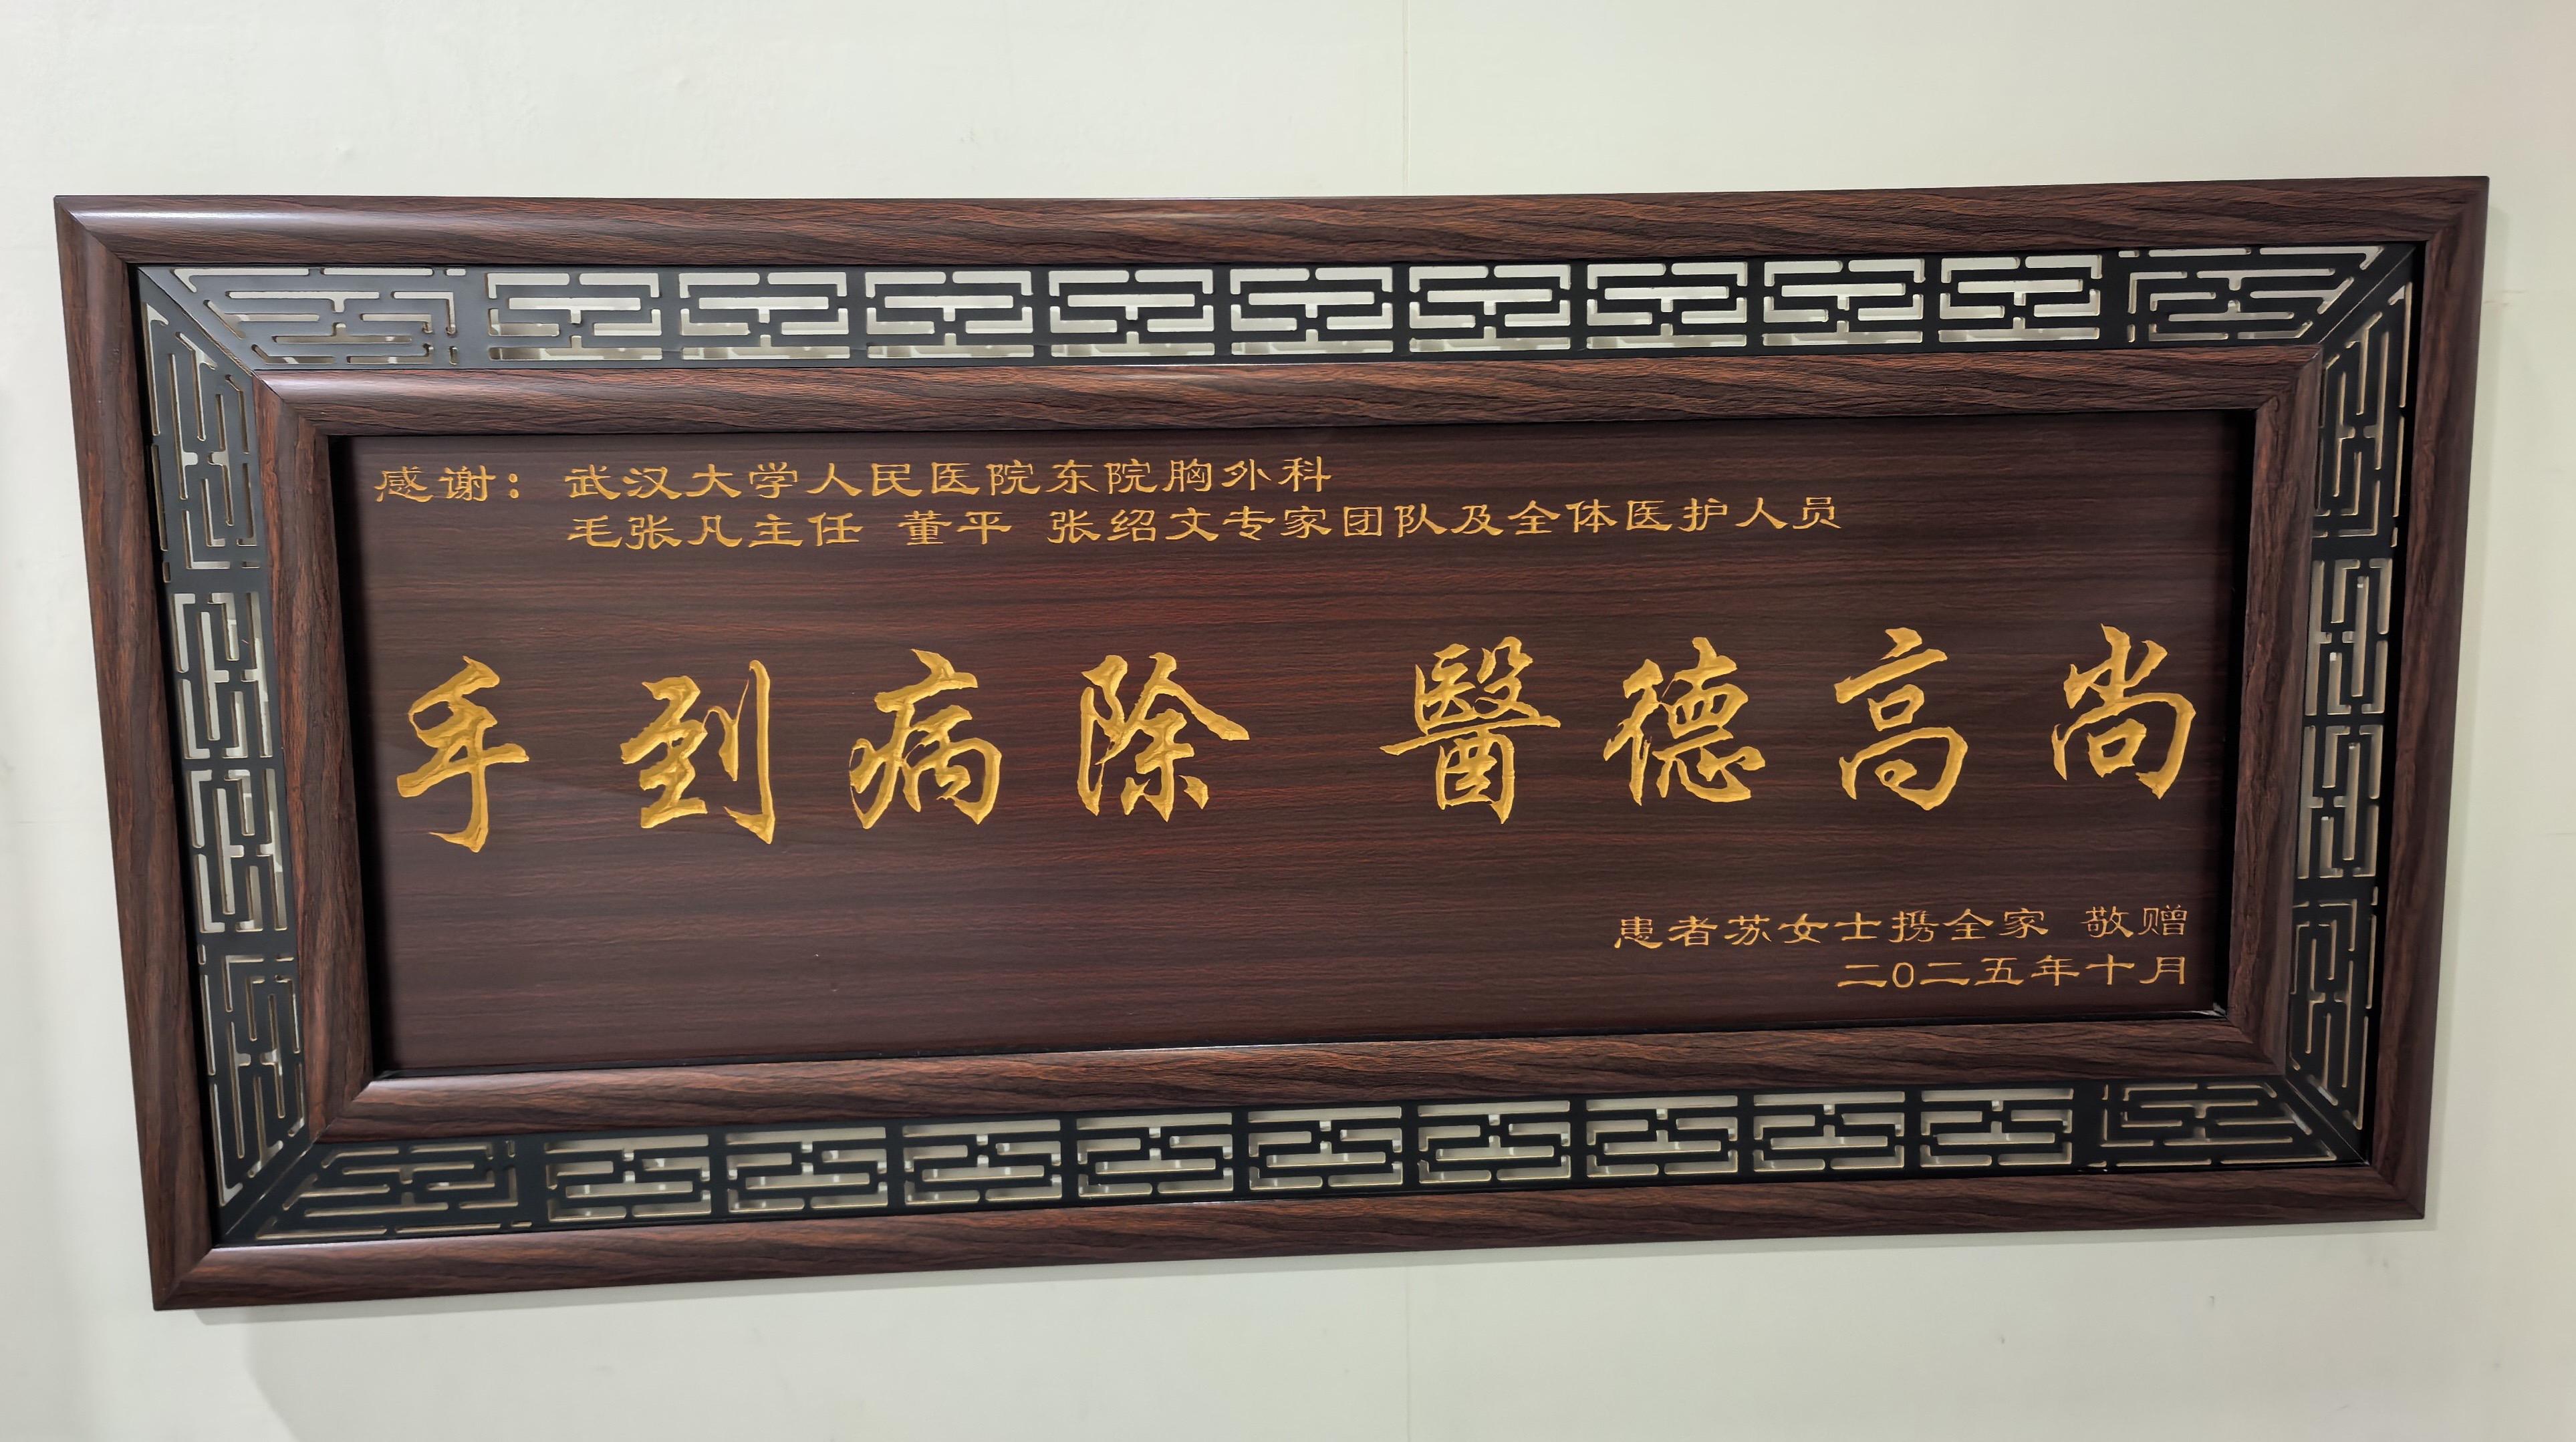 感谢：武汉大学人民医院东院胸外科
毛张凡主任 董平 张绍文专家团队及全体医护人员
手到病除 醫德高尚
患者苏女士携全家 敬赠
二0二五年十月